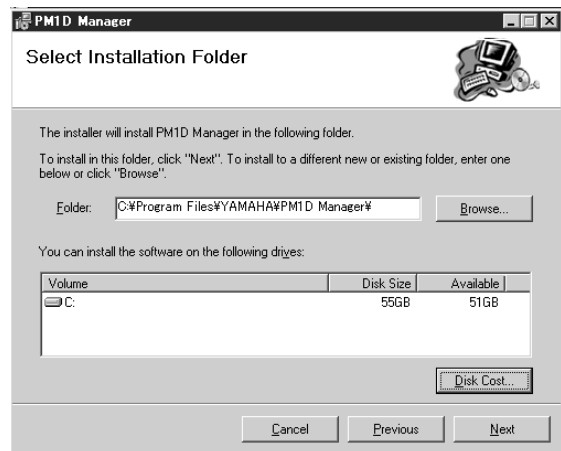 PM1D Manager
Select Installation Folder
The installer will install PM1D Manager in the following folder.
To install in this folder, click "Next". To install to a different new or existing folder, enter one
below or click "Browse".
Folder: C:¥Program Files¥YAMAHA¥PM1D Manager¥ Browse...
You can install the software on the following drives:
Volume Disk Size Available
C: 55GB 51GB
Disk Cost...
Cancel Previous Next